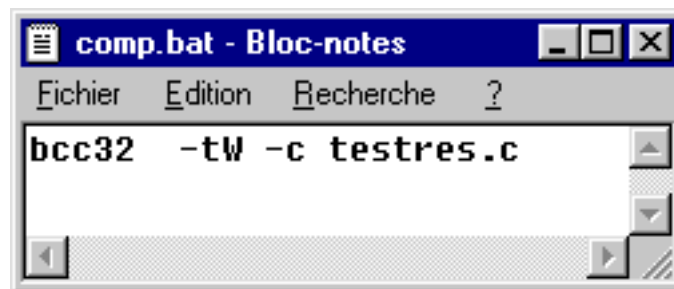 comp.bat - Bloc-notes
Fichier Edition Recherche ?
bcc32  -tW -c testres.c